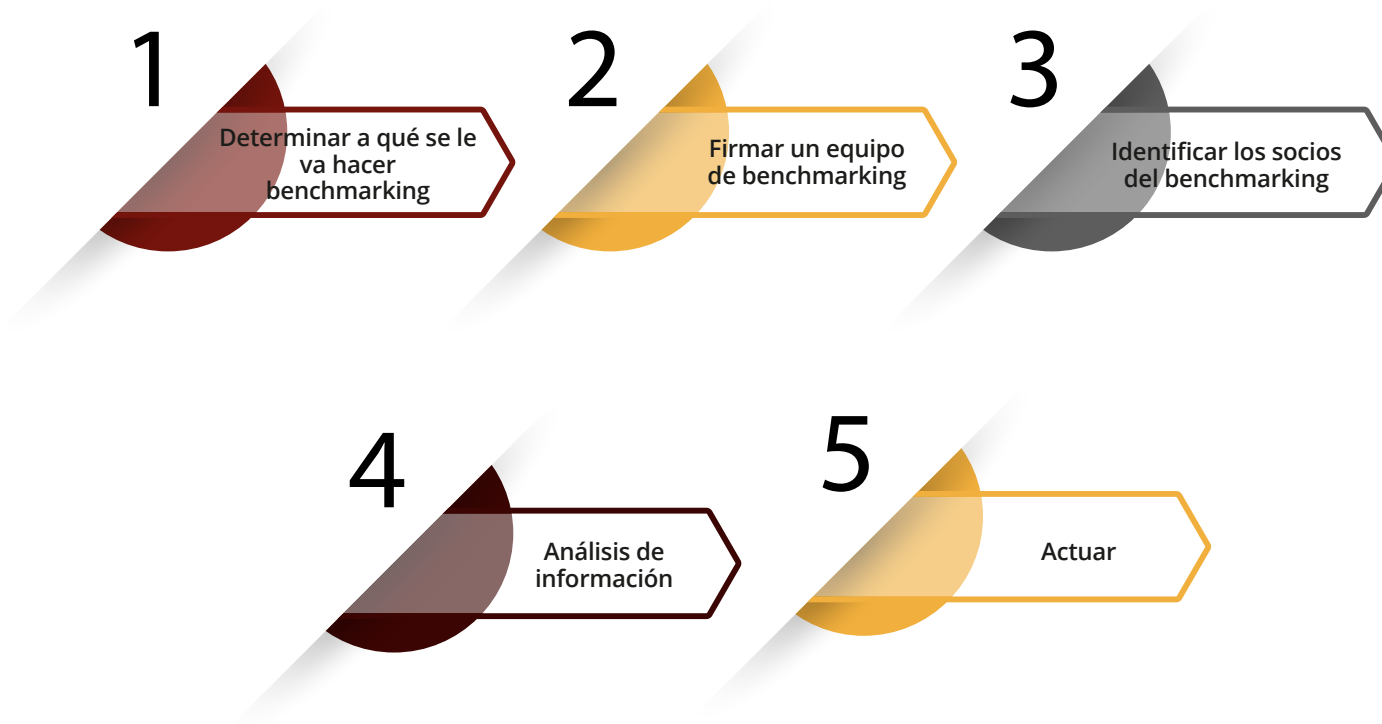 1
Determinar a qué se le
va hacer
benchmarking
2
Firmar un equipo
de benchmarking
3
Identificar los socios
del benchmarking
4
Análisis de
información
5
Actuar